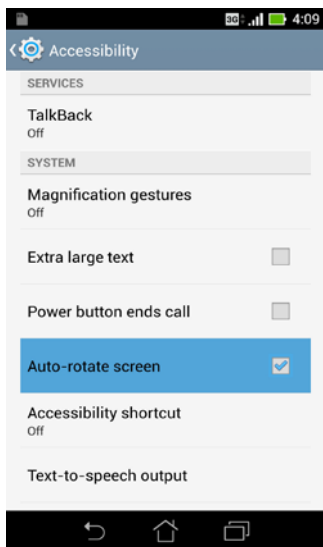 3G 4:09
Accessibility
SERVICES
TalkBack
Off
SYSTEM
Magnification gestures
Off
Extra large text
Power button ends call
Auto-rotate screen
Accessibility shortcut
Off
Text-to-speech output